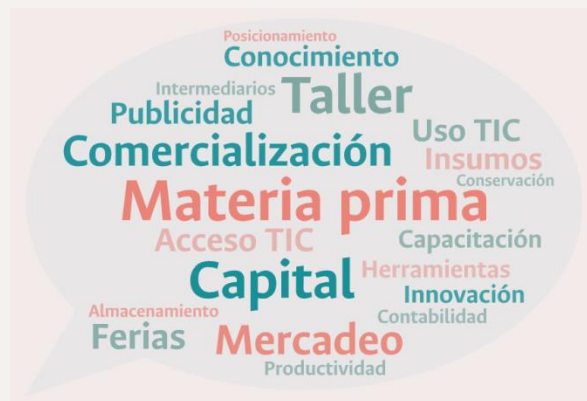 Posicionamiento
Conocimiento
Intermediarios
Taller
Publicidad
Uso TIC
Comercialización
Insumos
Conservación
Materia prima
Acceso TIC
Capacitación
Capital
Herramientas
Innovación
Almacenamiento
Contabilidad
Ferias
Mercadeo
Productividad